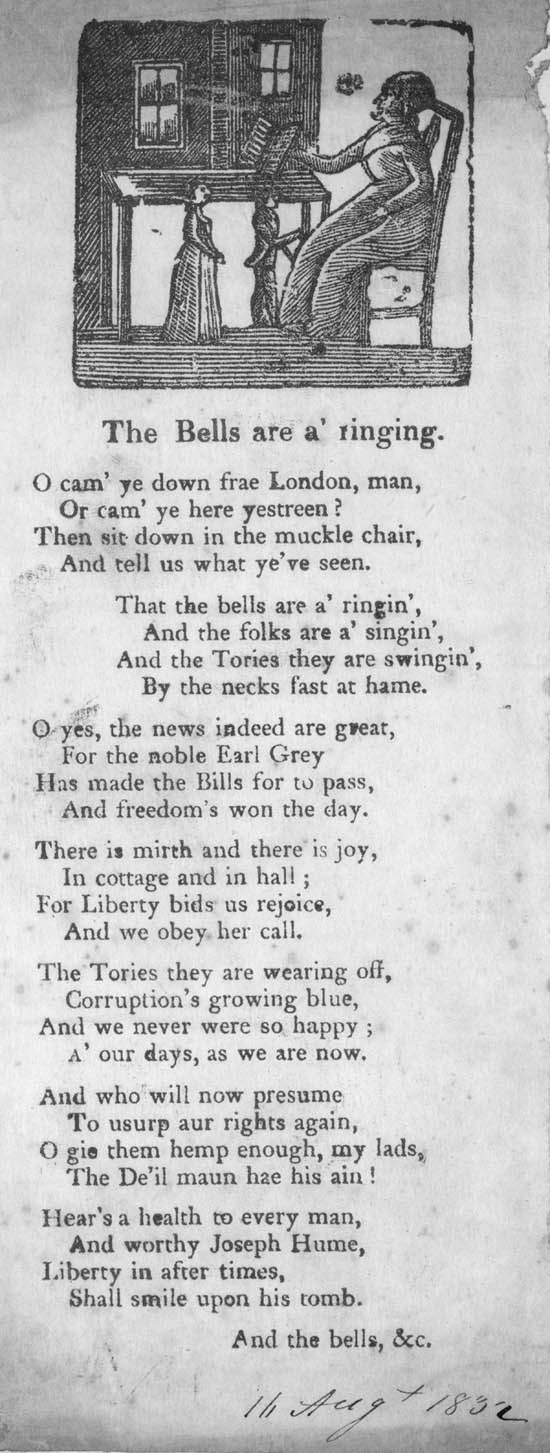 The Bells are a' ringing.
O cam' ye down frae London, man,
Or cam' ye here yestreen?
Then sit down in the muckle chair,
And tell us what ye've seen.
That the bells are a' ringin',
And the folks are a' singin',
And the Tories they are swingin',
By the necks fast at hame.
O yes, the news indeed are great,
For the noble Earl Grey
Has made the Bills for to pass,
And freedom's won the day.
There is mirth and there is joy,
In cottage and in hall;
For Liberty bids us rejoice,
And we obey her call.
The Tories they are wearing off,
Corruption's growing blue,
And we never were so happy;
A' our days, as we are now.
And who will now presume
To usurp aur rights again,
O gie them hemp enough, my lads,
The De'il maun hae his ain!
Hear's a health to every man,
And worthy Joseph Hume,
Liberty in after times,
Shall smile upon his tomb.
And the bells, &c.
16 Augt 1832